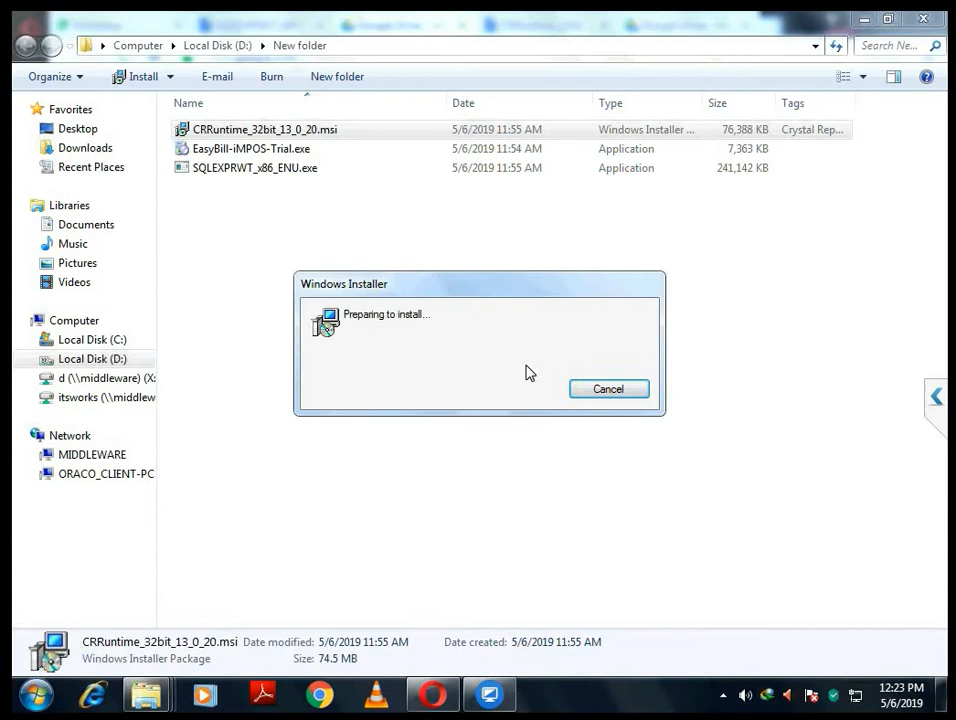 Computer Local Disk (D:) New folder
Search Ne...
Organize Install E-mail Burn New folder
Name Date Type Size Tags
CRRuntime_32bit_13_0_20.msi 5/6/2019 11:55 AM Windows Installer ... 76,388 KB Crystal Rep...
EasyBill-iMPOS-Trial.exe 5/6/2019 11:54 AM Application 7,363 KB
SQLEXPRWT_x86_ENU.exe 5/6/2019 11:55 AM Application 241,142 KB
Favorites
Desktop
Downloads
Recent Places
Libraries
Documents
Music
Pictures
Videos
Computer
Local Disk (C:)
Local Disk (D:)
d (\\middleware) (X:
itsworks (\\middlew
Network
MIDDLEWARE
ORACO_CLIENT-PC
Windows Installer
Preparing to install...
Cancel
CRRuntime_32bit_13_0_20.msi Date modified: 5/6/2019 11:55 AM Date created: 5/6/2019 11:55 AM
Windows Installer Package Size: 74.5 MB
12:23 PM
5/6/2019